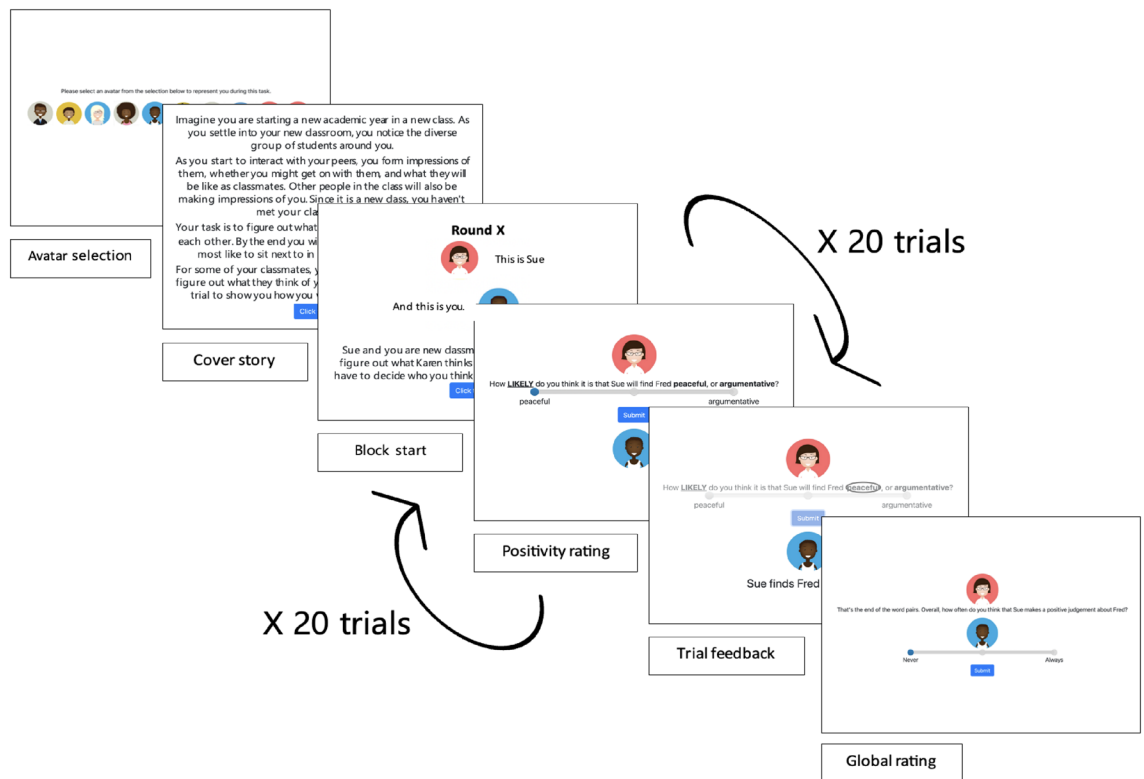 Please select an avatar from the selection below to represent you during this task.
Avatar selection
Imagine you are starting a new academic year in a new class. As
you settle into your new classroom, you notice the diverse
group of students around you.
As you start to interact with your peers, you form impressions of
them, whether you might get on with them, and what they will
be like as classmates. Other people in the class will also be
making impressions of you. Since it is a new class, you haven't
met your
Your task is to figure out what
each other. By the end you
most like to sit next to in
For some of your classmates,
figure out what they think of
trial to show you how you
Click
Cover story
Round X
This is Sue
And this is you.
Sue and you are new
figure out what Karen thinks
have to decide who you think
Click
Block start
How LIKELY do you think it is that Sue will find Fred peaceful, or argumentative?
peaceful argumentative
Submit
Positivity rating
X 20 trials
How LIKELY do you think it is that Sue will find Fred peaceful, or argumentative?
peaceful argumentative
Submit
Sue finds Fred
Trial feedback
X 20 trials
That's the end of the word pairs. Overall, how often do you think that Sue makes a positive judgement about Fred?
Never Always
Submit
Global rating